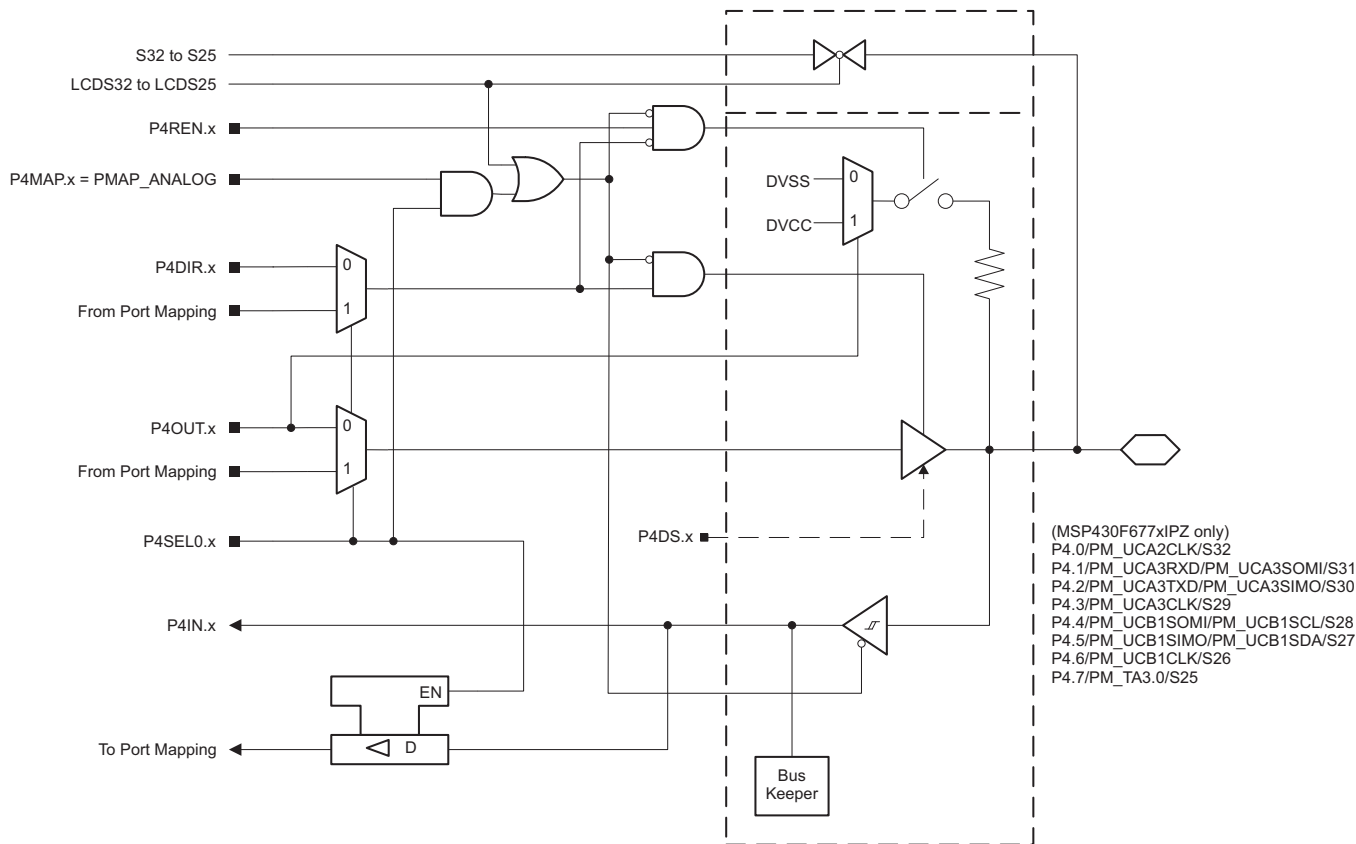 S32 to S25
LCDS32 to LCDS25
P4REN.x
P4MAP.x = PMAP_ANALOG
DVSS
0
DVCC
1
P4DIR.x
0
From Port Mapping
1
P4OUT.x
0
From Port Mapping
1
P4SEL0.x
P4DS.x
(MSP430F677xIPZ only)
P4.0/PM_UCA2CLK/S32
P4.1/PM_UCA3RXD/PM_UCA3SOMI/S31
P4.2/PM_UCA3TXD/PM_UCA3SIMO/S30
P4.3/PM_UCA3CLK/S29
P4.4/PM_UCB1SOMI/PM_UCB1SCL/S28
P4.5/PM_UCB1SIMO/PM_UCB1SDA/S27
P4.6/PM_UCB1CLK/S26
P4.7/PM_TA3.0/S25
P4IN.x
EN
To Port Mapping
D
Bus
Keeper